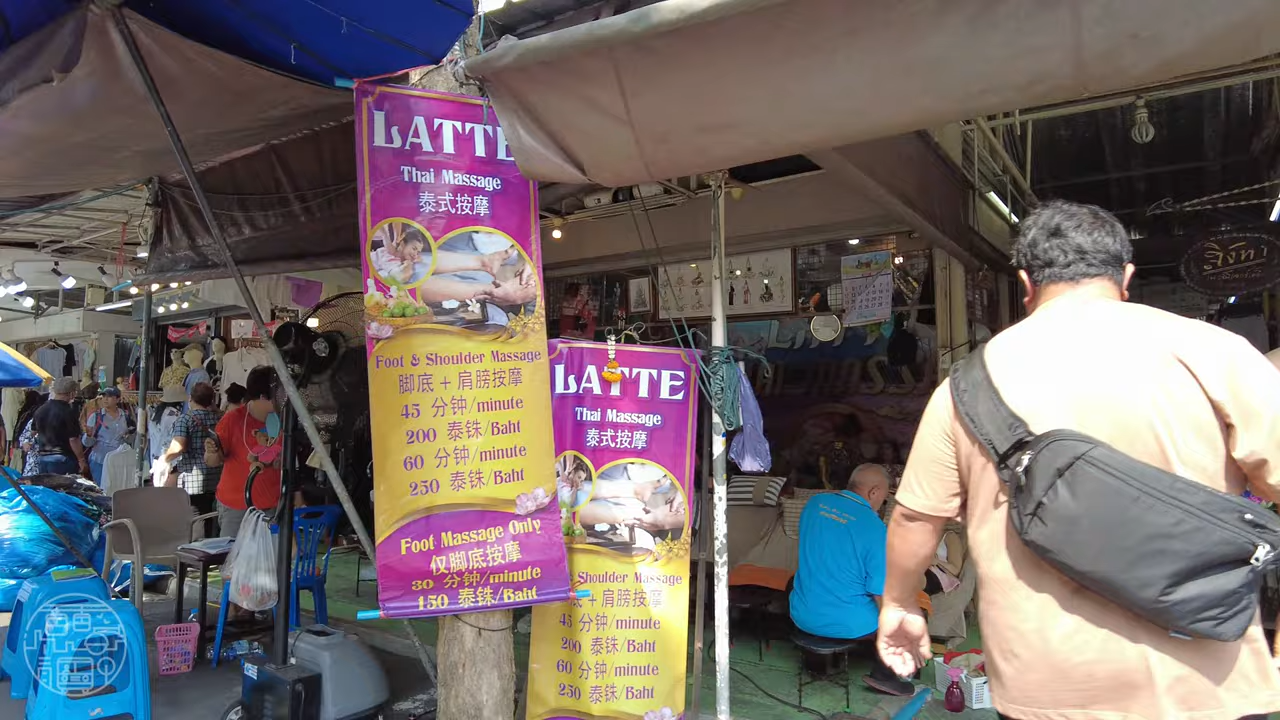 LATTE
Thai Massage
泰式按摩
Foot & Shoulder Massage
脚底 + 肩膀按摩
45 分钟/minute
200 泰铢/Baht
60 分钟/minute
250 泰铢/Baht
Foot Massage Only
仅脚底按摩
30 分钟/minute
150 泰铢/Baht
LATTE
Thai Massage
泰式按摩
Shoulder Massage
底 + 肩膀按摩
45 分钟/minute
200 泰铢/Baht
60 分钟/minute
250 泰铢/Baht